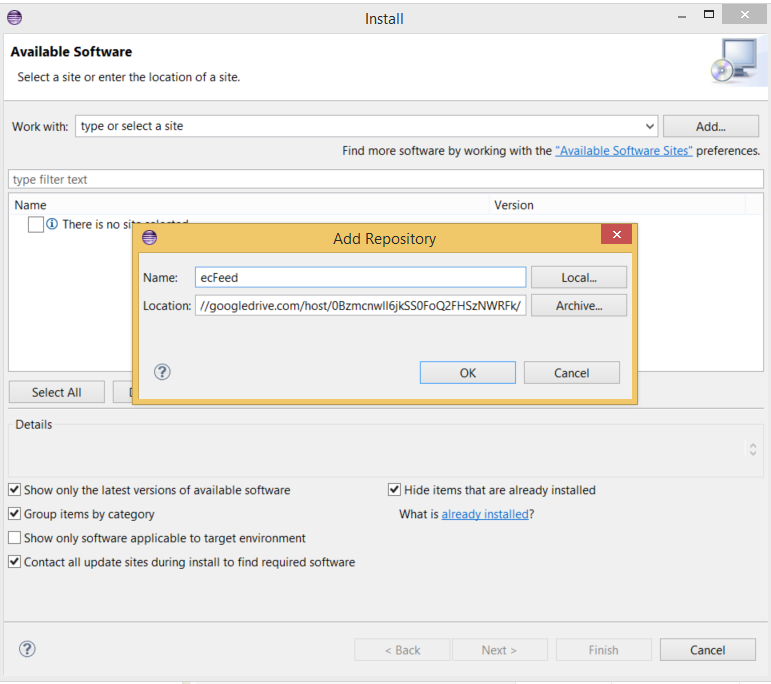 Install
Available Software
Select a site or enter the location of a site.
Work with: type or select a site Add...
Find more software by working with the "Available Software Sites" preferences.
type filter text
Name Version
There is no site selected
Add Repository
Name: ecFeed Local...
Location: //googledrive.com/host/0Bzmcnwll6jkSS0FoQ2FHSzNWRFk/ Archive...
OK Cancel
Select All
Details
Show only the latest versions of available software Hide items that are already installed
Group items by category What is already installed?
Show only software applicable to target environment
Contact all update sites during install to find required software
< Back Next > Finish Cancel